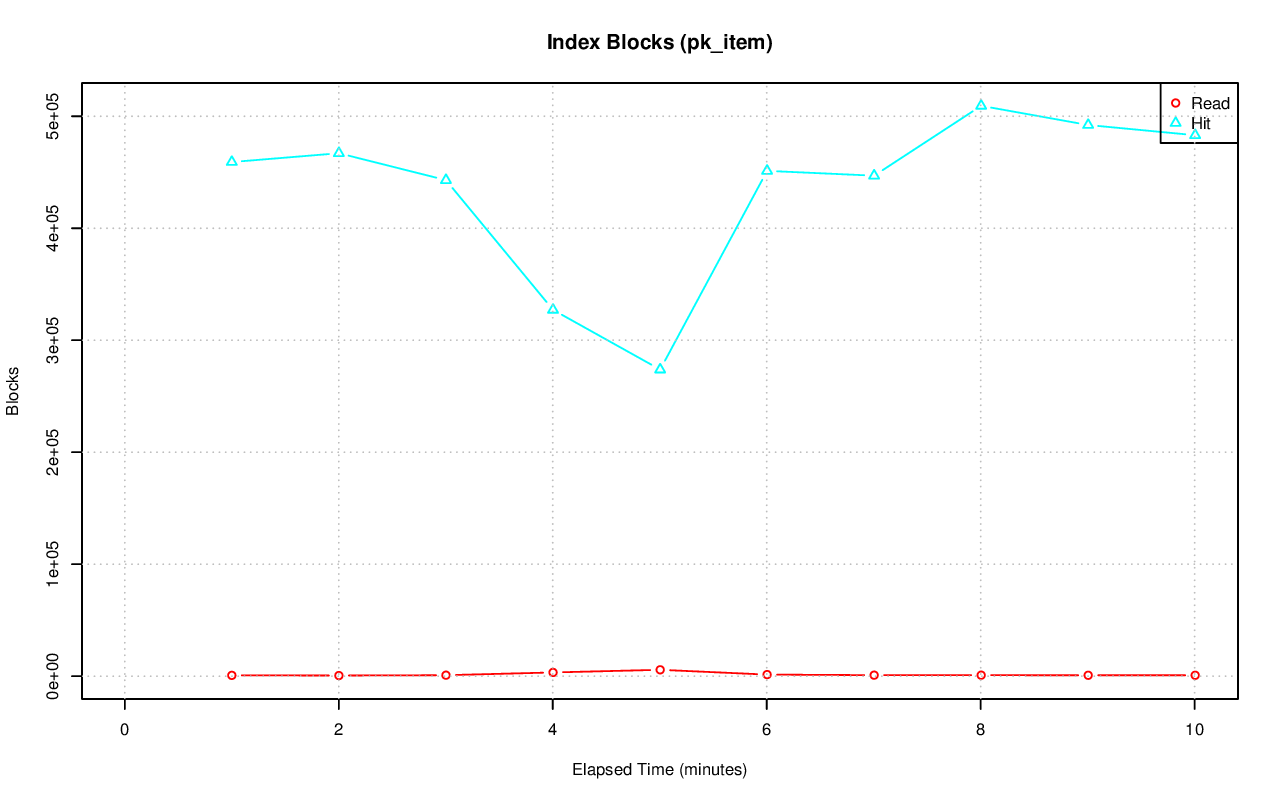 Index Blocks (pk_item)
Read
Hit
5e+05
4e+05
3e+05
2e+05
1e+05
0e+00
Blocks
0 2 4 6 8 10
Elapsed Time (minutes)